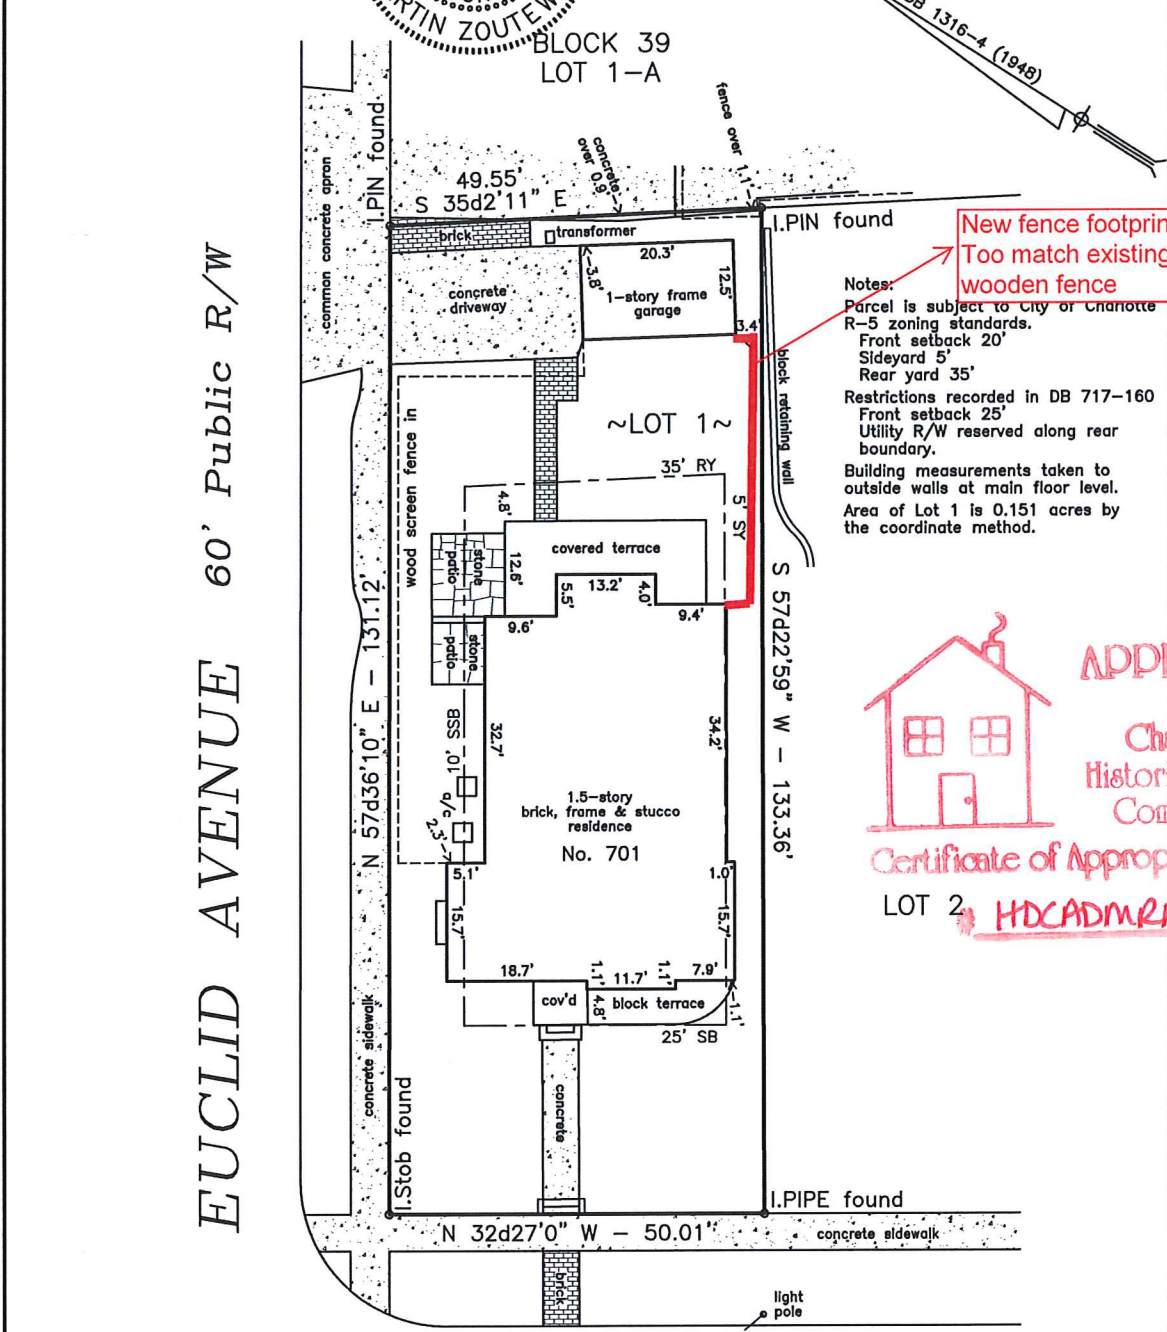 RTIN ZOUTEW
BLOCK 39
LOT 1-A
DB 1316-4 (1948)
fence over 1.1'
concrete
over 0.9'
I.PIN found
49.55'
S 35d2'11" E
I.PIN found
common concrete apron
brick
transformer
20.3'
3.8'
12.5'
1-story frame
garage
concrete
driveway
3.4'
New fence footprin
Too match existing
wooden fence
Notes:
Parcel is subject to City of Charlotte
R-5 zoning standards.
Front setback 20'
Sideyard 5'
Rear yard 35'
Restrictions recorded in DB 717-160
Front setback 25'
Utility R/W reserved along rear
boundary.
Building measurements taken to
outside walls at main floor level.
Area of Lot 1 is 0.151 acres by
the coordinate method.
block retaining wall
EUCLID AVENUE 60' Public R/W
wood screen fence in
~LOT 1~
35' RY
4.8'
5' SY
covered terrace
stone
patio
12.6'
5.5'
13.2'
4.0'
9.6'
9.4'
stone
patio
N 57d36'10" E - 131.12'
S 57d22'59" W - 133.36'
10' SSB
32.7'
34.2'
a/c
2.3'
1.5-story
brick, frame & stucco
residence
No. 701
5.1'
1.0'
15.7'
15.7'
18.7'
1.1'
11.7'
1.1'
7.9'
cov'd
4.8'
block terrace
1.1'
25' SB
APP
Ch
Histor
Co
Certificate of Approp
LOT 2
# HDCADMR
concrete sidewalk
I.Stob found
concrete
I.PIPE found
N 32d27'0" W - 50.01'
concrete sidewalk
brick
light
pole